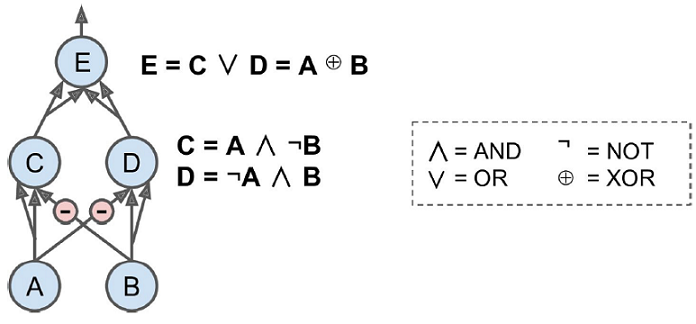 E
E = C ∨ D = A ⊕ B
C D
C = A ∧ ¬B
D = ¬A ∧ B
- -
A B
∧ = AND ¬ = NOT
∨ = OR ⊕ = XOR